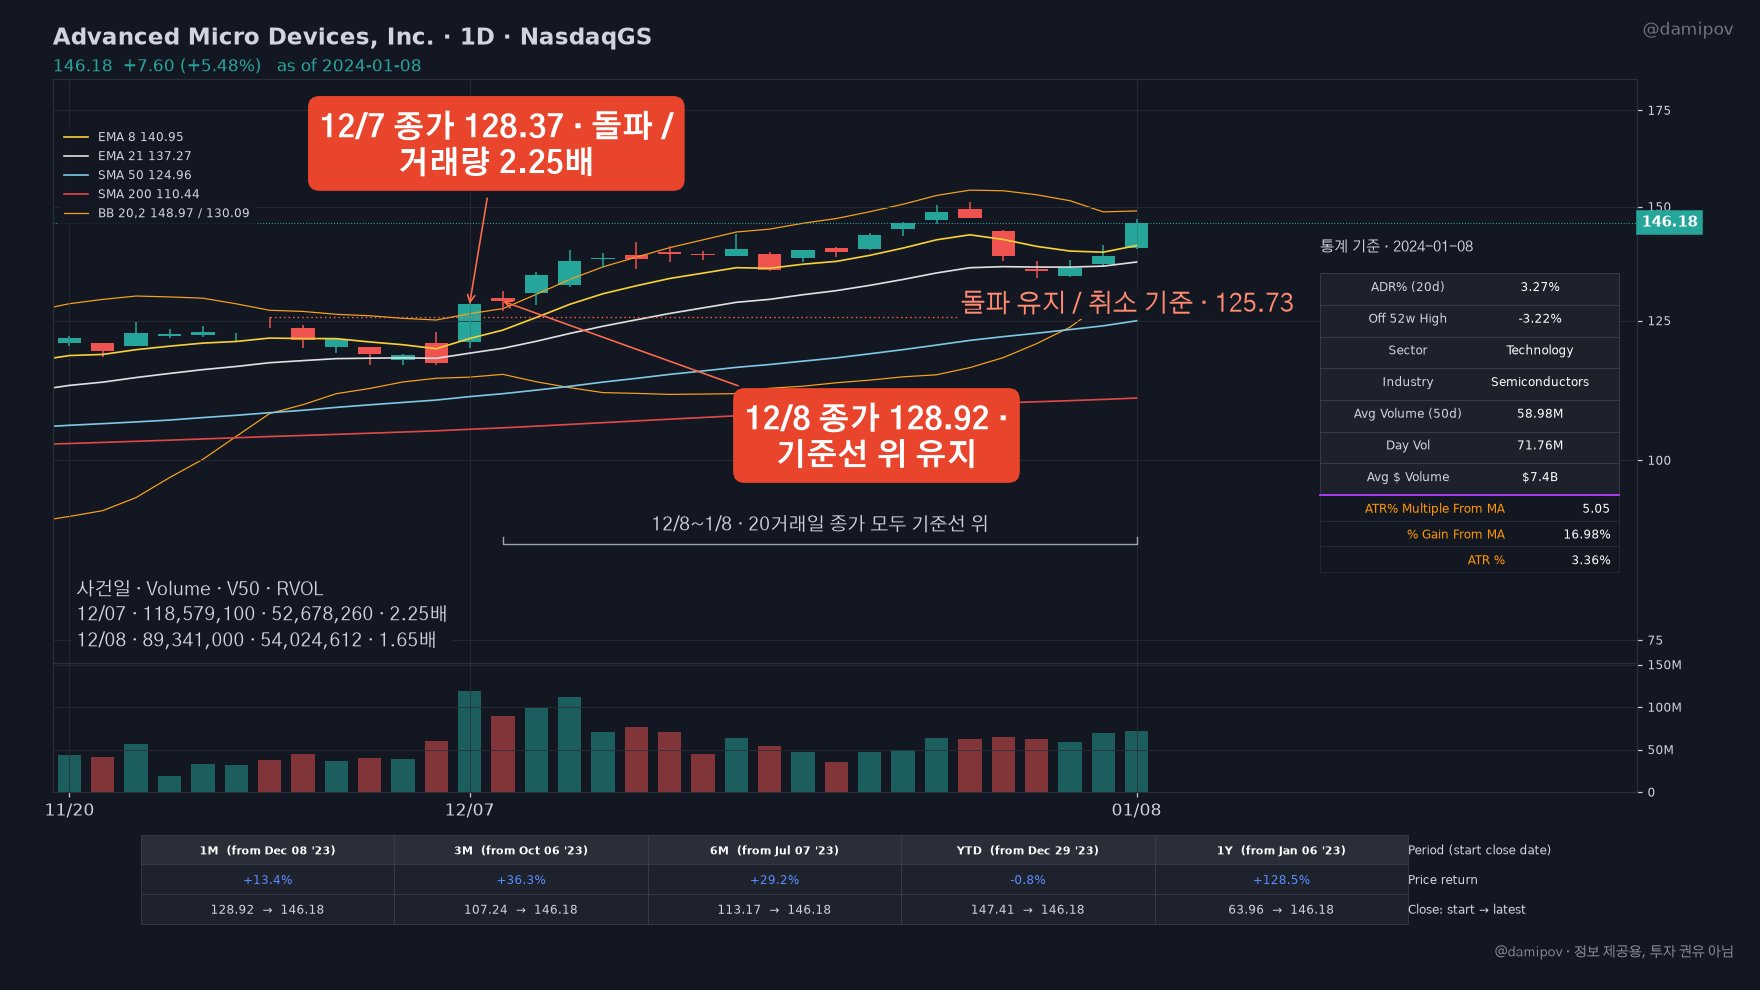 Advanced Micro Devices, Inc. · 1D · NasdaqGS
@damipov
146.18 +7.60 (+5.48%) as of 2024-01-08
12/7 종가 128.37 · 돌파 /
거래량 2.25배
EMA 8 140.95
EMA 21 137.27
SMA 50 124.96
SMA 200 110.44
BB 20,2 148.97 / 130.09
175
150
146.18
125
100
75
150M
100M
50M
0
통계 기준 · 2024-01-08
ADR% (20d) 3.27%
Off 52w High -3.22%
Sector Technology
Industry Semiconductors
Avg Volume (50d) 58.98M
Day Vol 71.76M
Avg $ Volume $7.4B
ATR% Multiple From MA 5.05
% Gain From MA 16.98%
ATR % 3.36%
돌파 유지 / 취소 기준 · 125.73
12/8 종가 128.92 ·
기준선 위 유지
12/8~1/8 · 20거래일 종가 모두 기준선 위
사건일 · Volume · V50 · RVOL
12/07 · 118,579,100 · 52,678,260 · 2.25배
12/08 · 89,341,000 · 54,024,612 · 1.65배
11/20 12/07 01/08
1M (from Dec 08 '23) 3M (from Oct 06 '23) 6M (from Jul 07 '23) YTD (from Dec 29 '23) 1Y (from Jan 06 '23) Period (start close date)
+13.4% +36.3% +29.2% -0.8% +128.5% Price return
128.92 → 146.18 107.24 → 146.18 113.17 → 146.18 147.41 → 146.18 63.96 → 146.18 Close: start → latest
@damipov · 정보 제공용, 투자 권유 아님